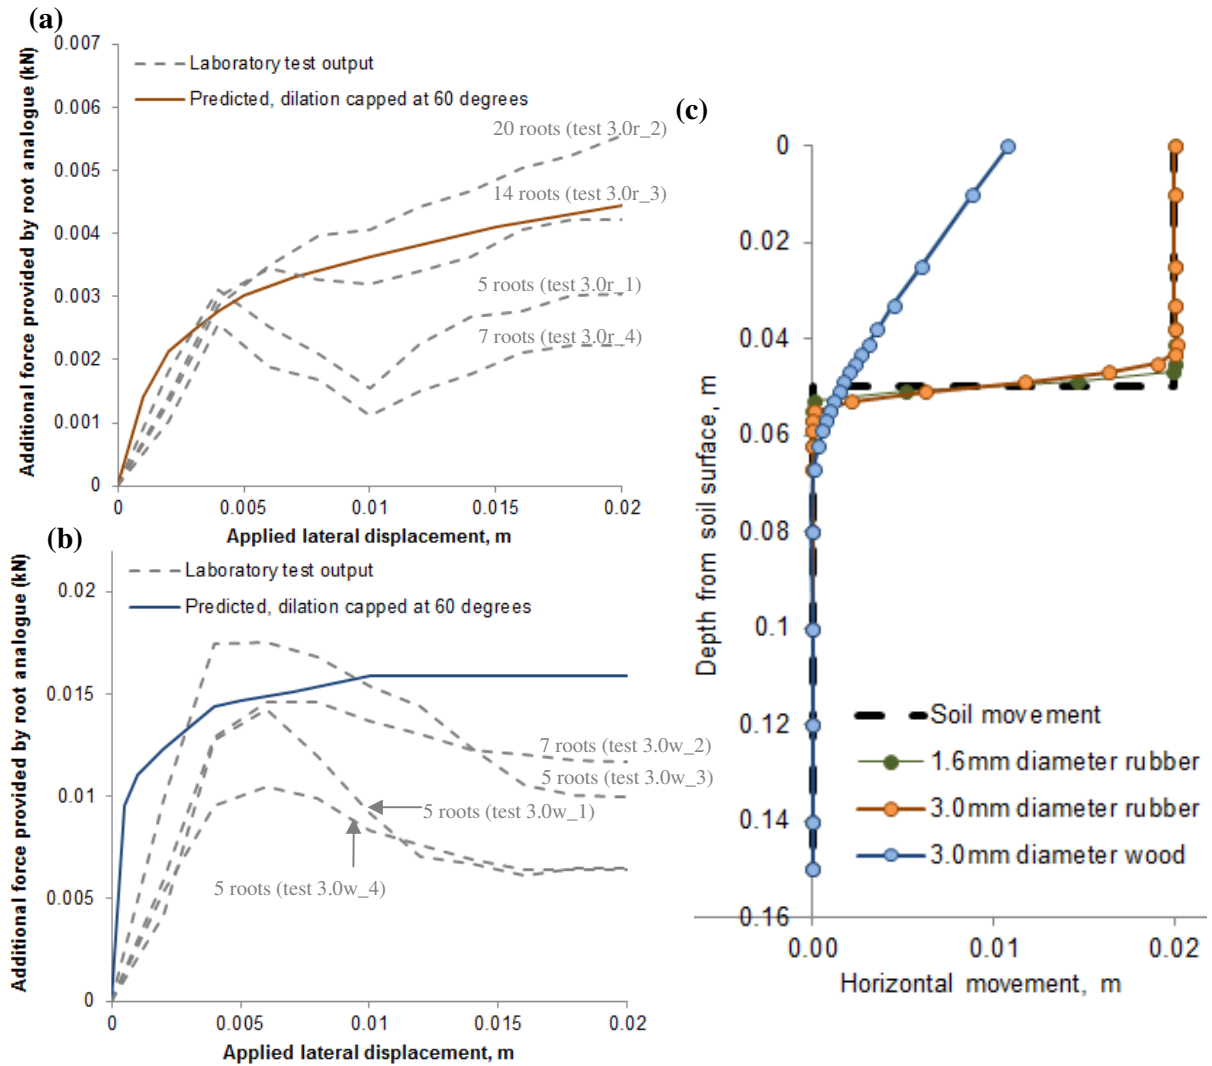 (a)
Additional force provided by root analogue (kN)
0.007
0.006
0.005
0.004
0.003
0.002
0.001
0
Laboratory test output
Predicted, dilation capped at 60 degrees
20 roots (test 3.0r_2)
14 roots (test 3.0r_3)
5 roots (test 3.0r_1)
7 roots (test 3.0r_4)
0 0.005 0.01 0.015 0.02
Applied lateral displacement, m
(b)
Additional force provided by root analogue (kN)
0.02
0.015
0.01
0.005
0
Laboratory test output
Predicted, dilation capped at 60 degrees
7 roots (test 3.0w_2)
5 roots (test 3.0w_3)
5 roots (test 3.0w_1)
5 roots (test 3.0w_4)
0 0.005 0.01 0.015 0.02
Applied lateral displacement, m
(c)
Depth from soil surface, m
0
0.02
0.04
0.06
0.08
0.1
0.12
0.14
0.16
Soil movement
1.6mm diameter rubber
3.0mm diameter rubber
3.0mm diameter wood
0.00 0.01 0.02
Horizontal movement, m